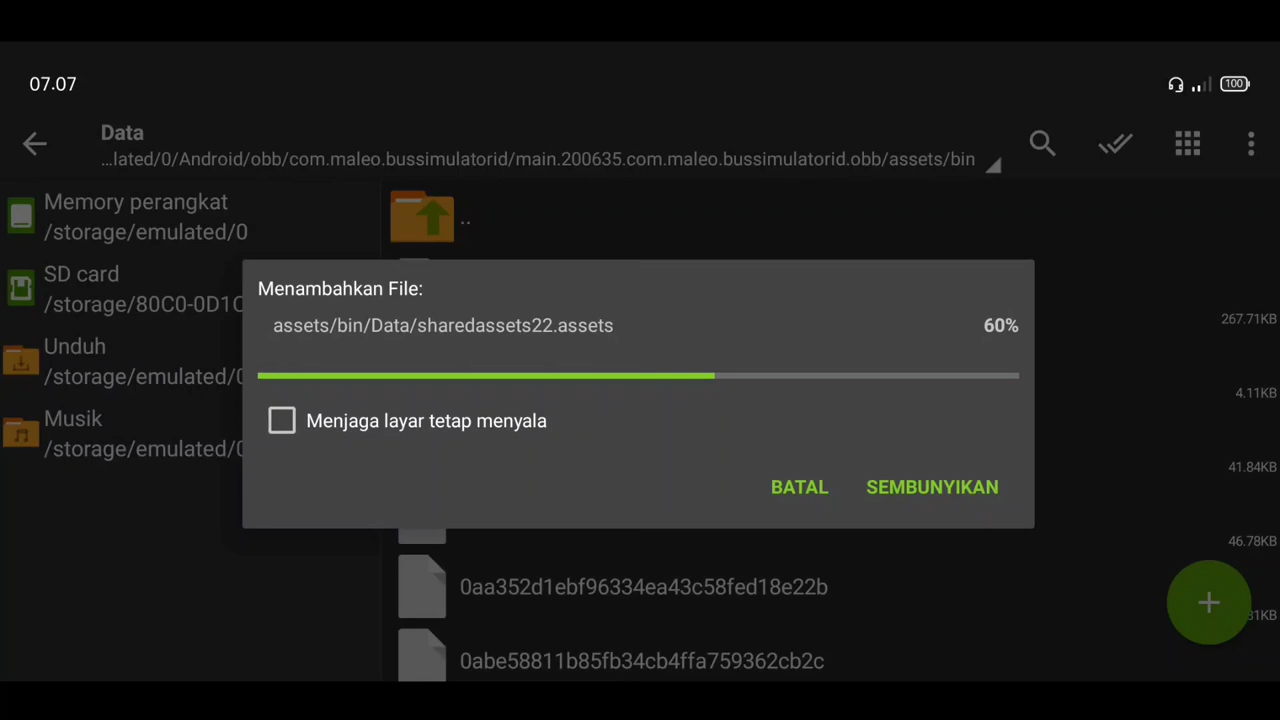 07.07
100
Data
...lated/0/Android/obb/com.maleo.bussimulatorid/main.200635.com.maleo.bussimulatorid.obb/assets/bin
Memory perangkat
/storage/emulated/0
SD card
/storage/80C0-0D1C
Unduh
/storage/emulated/0
Musik
/storage/emulated/0
..
Menambahkan File:
assets/bin/Data/sharedassets22.assets
60%
Menjaga layar tetap menyala
BATAL
SEMBUNYIKAN
267.71KB
4.11KB
41.84KB
46.78KB
0aa352d1ebf96334ea43c58fed18e22b
0abe58811b85fb34cb4ffa759362cb2c